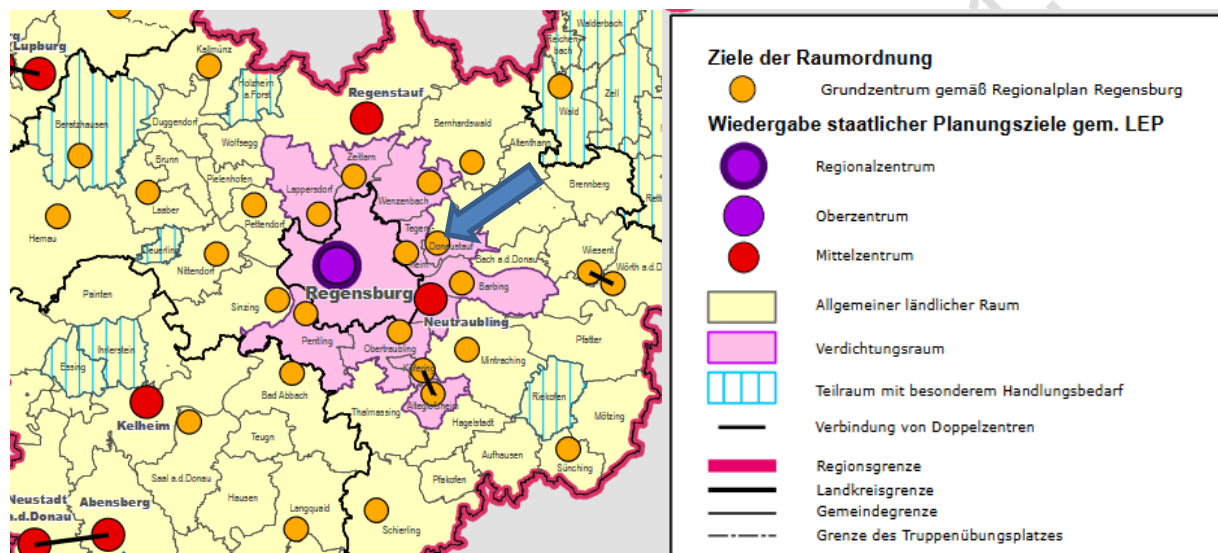 Lupburg
Kallmünz
Holzheim
a.Forst
Regenstauf
Walderbach
Reichen-
bach
Zell
Wald
Beratzhausen
Duggendorf
Wolfsegg
Bernhardswald
Altenthann
Brunn
Pielenhofen
Zeitlarn
Lappersdorf
Wenzenbach
Brennberg
Laaber
Pettendorf
Tegern-
heim
Donaustauf
Hemau
Deuerling
Nittendorf
Bach a.d.Donau
Wiesent
Wörth a.d.D
Barbing
Painten
Sinzing
Regensburg
Neutraubling
Pentling
Obertraubling
Mintraching
Pfatter
Essing
Ihrlerstein
Köfering
Bad Abbach
Thalmassing
Alteglofsheim
Riekofen
Mötzing
Kelheim
Hagelstadt
Teugn
Aufhausen
Sünching
Saal a.d.Donau
Pfakofen
Hausen
Neustadt
a.d.Donau
Abensberg
Langquaid
Schierling
Ziele der Raumordnung
Grundzentrum gemäß Regionalplan Regensburg
Wiedergabe staatlicher Planungsziele gem. LEP
Regionalzentrum
Oberzentrum
Mittelzentrum
Allgemeiner ländlicher Raum
Verdichtungsraum
Teilraum mit besonderem Handlungsbedarf
Verbindung von Doppelzentren
Regionsgrenze
Landkreisgrenze
Gemeindegrenze
Grenze des Truppenübungsplatzes